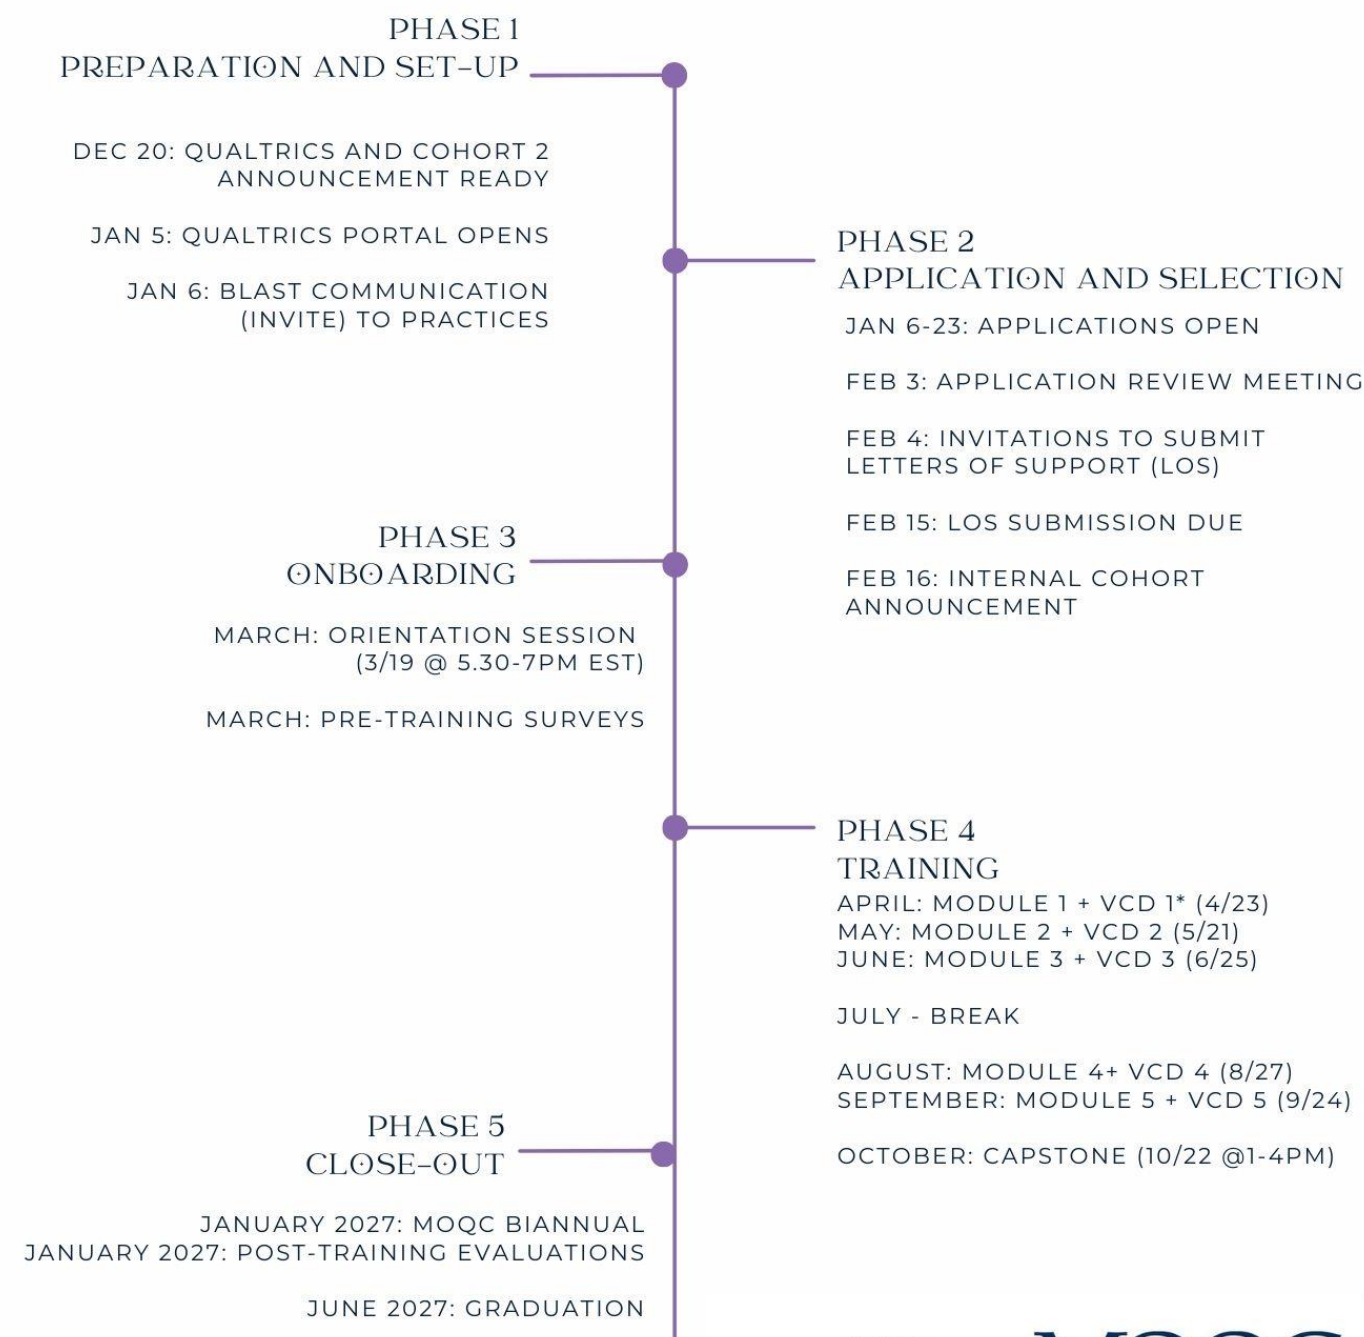 PHASE 1
PREPARATION AND SET-UP
DEC 20: QUALTRICS AND COHORT 2
ANNOUNCEMENT READY
JAN 5: QUALTRICS PORTAL OPENS
JAN 6: BLAST COMMUNICATION
(INVITE) TO PRACTICES
PHASE 2
APPLICATION AND SELECTION
JAN 6-23: APPLICATIONS OPEN
FEB 3: APPLICATION REVIEW MEETING
FEB 4: INVITATIONS TO SUBMIT
LETTERS OF SUPPORT (LOS)
FEB 15: LOS SUBMISSION DUE
FEB 16: INTERNAL COHORT
ANNOUNCEMENT
PHASE 3
ONBOARDING
MARCH: ORIENTATION SESSION
(3/19 @ 5.30-7PM EST)
MARCH: PRE-TRAINING SURVEYS
PHASE 4
TRAINING
APRIL: MODULE 1 + VCD 1* (4/23)
MAY: MODULE 2 + VCD 2 (5/21)
JUNE: MODULE 3 + VCD 3 (6/25)
JULY - BREAK
AUGUST: MODULE 4+ VCD 4 (8/27)
SEPTEMBER: MODULE 5 + VCD 5 (9/24)
OCTOBER: CAPSTONE (10/22 @1-4PM)
PHASE 5
CLOSE-OUT
JANUARY 2027: MOQC BIANNUAL
JANUARY 2027: POST-TRAINING EVALUATIONS
JUNE 2027: GRADUATION